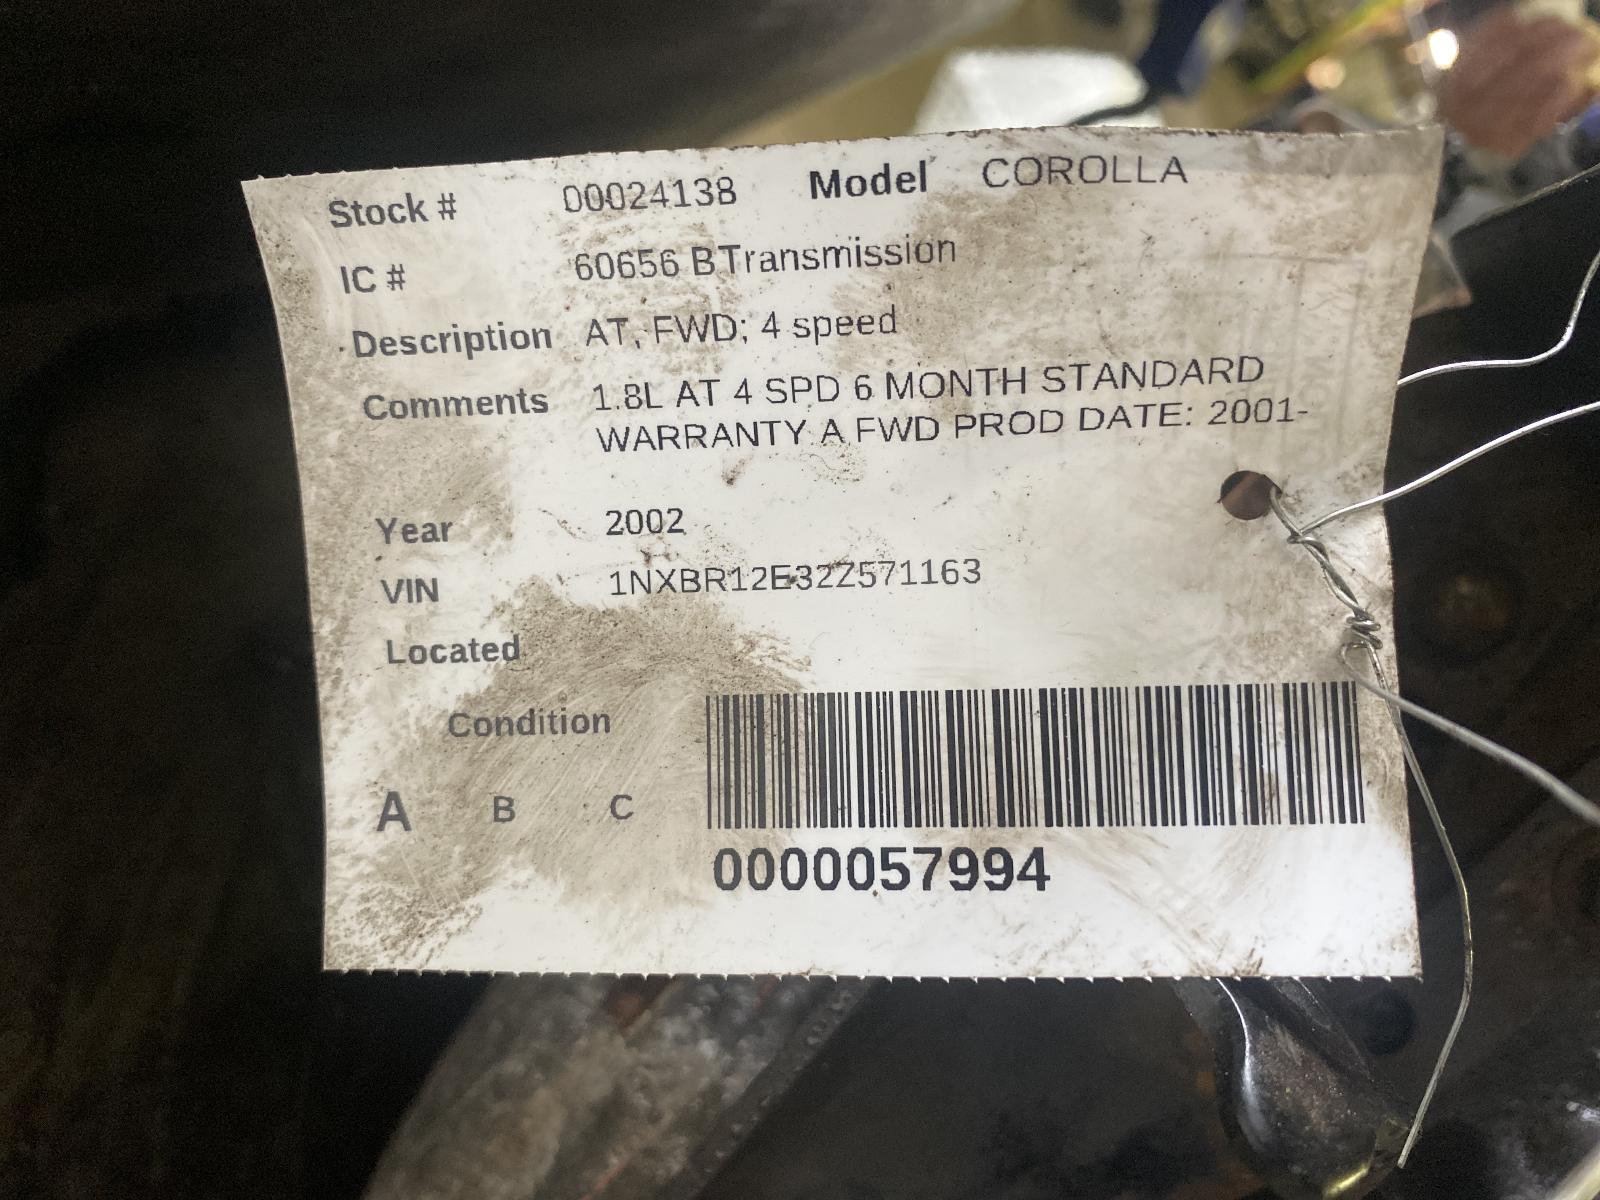 Stock # 00024138 Model COROLLA
IC # 60656 B Transmission
Description AT, FWD; 4 speed
Comments 1.8L AT 4 SPD 6 MONTH STANDARD
WARRANTY A FWD PROD DATE: 2001-
Year 2002
VIN 1NXBR12E32Z571163
Located
Condition
A B C
0000057994